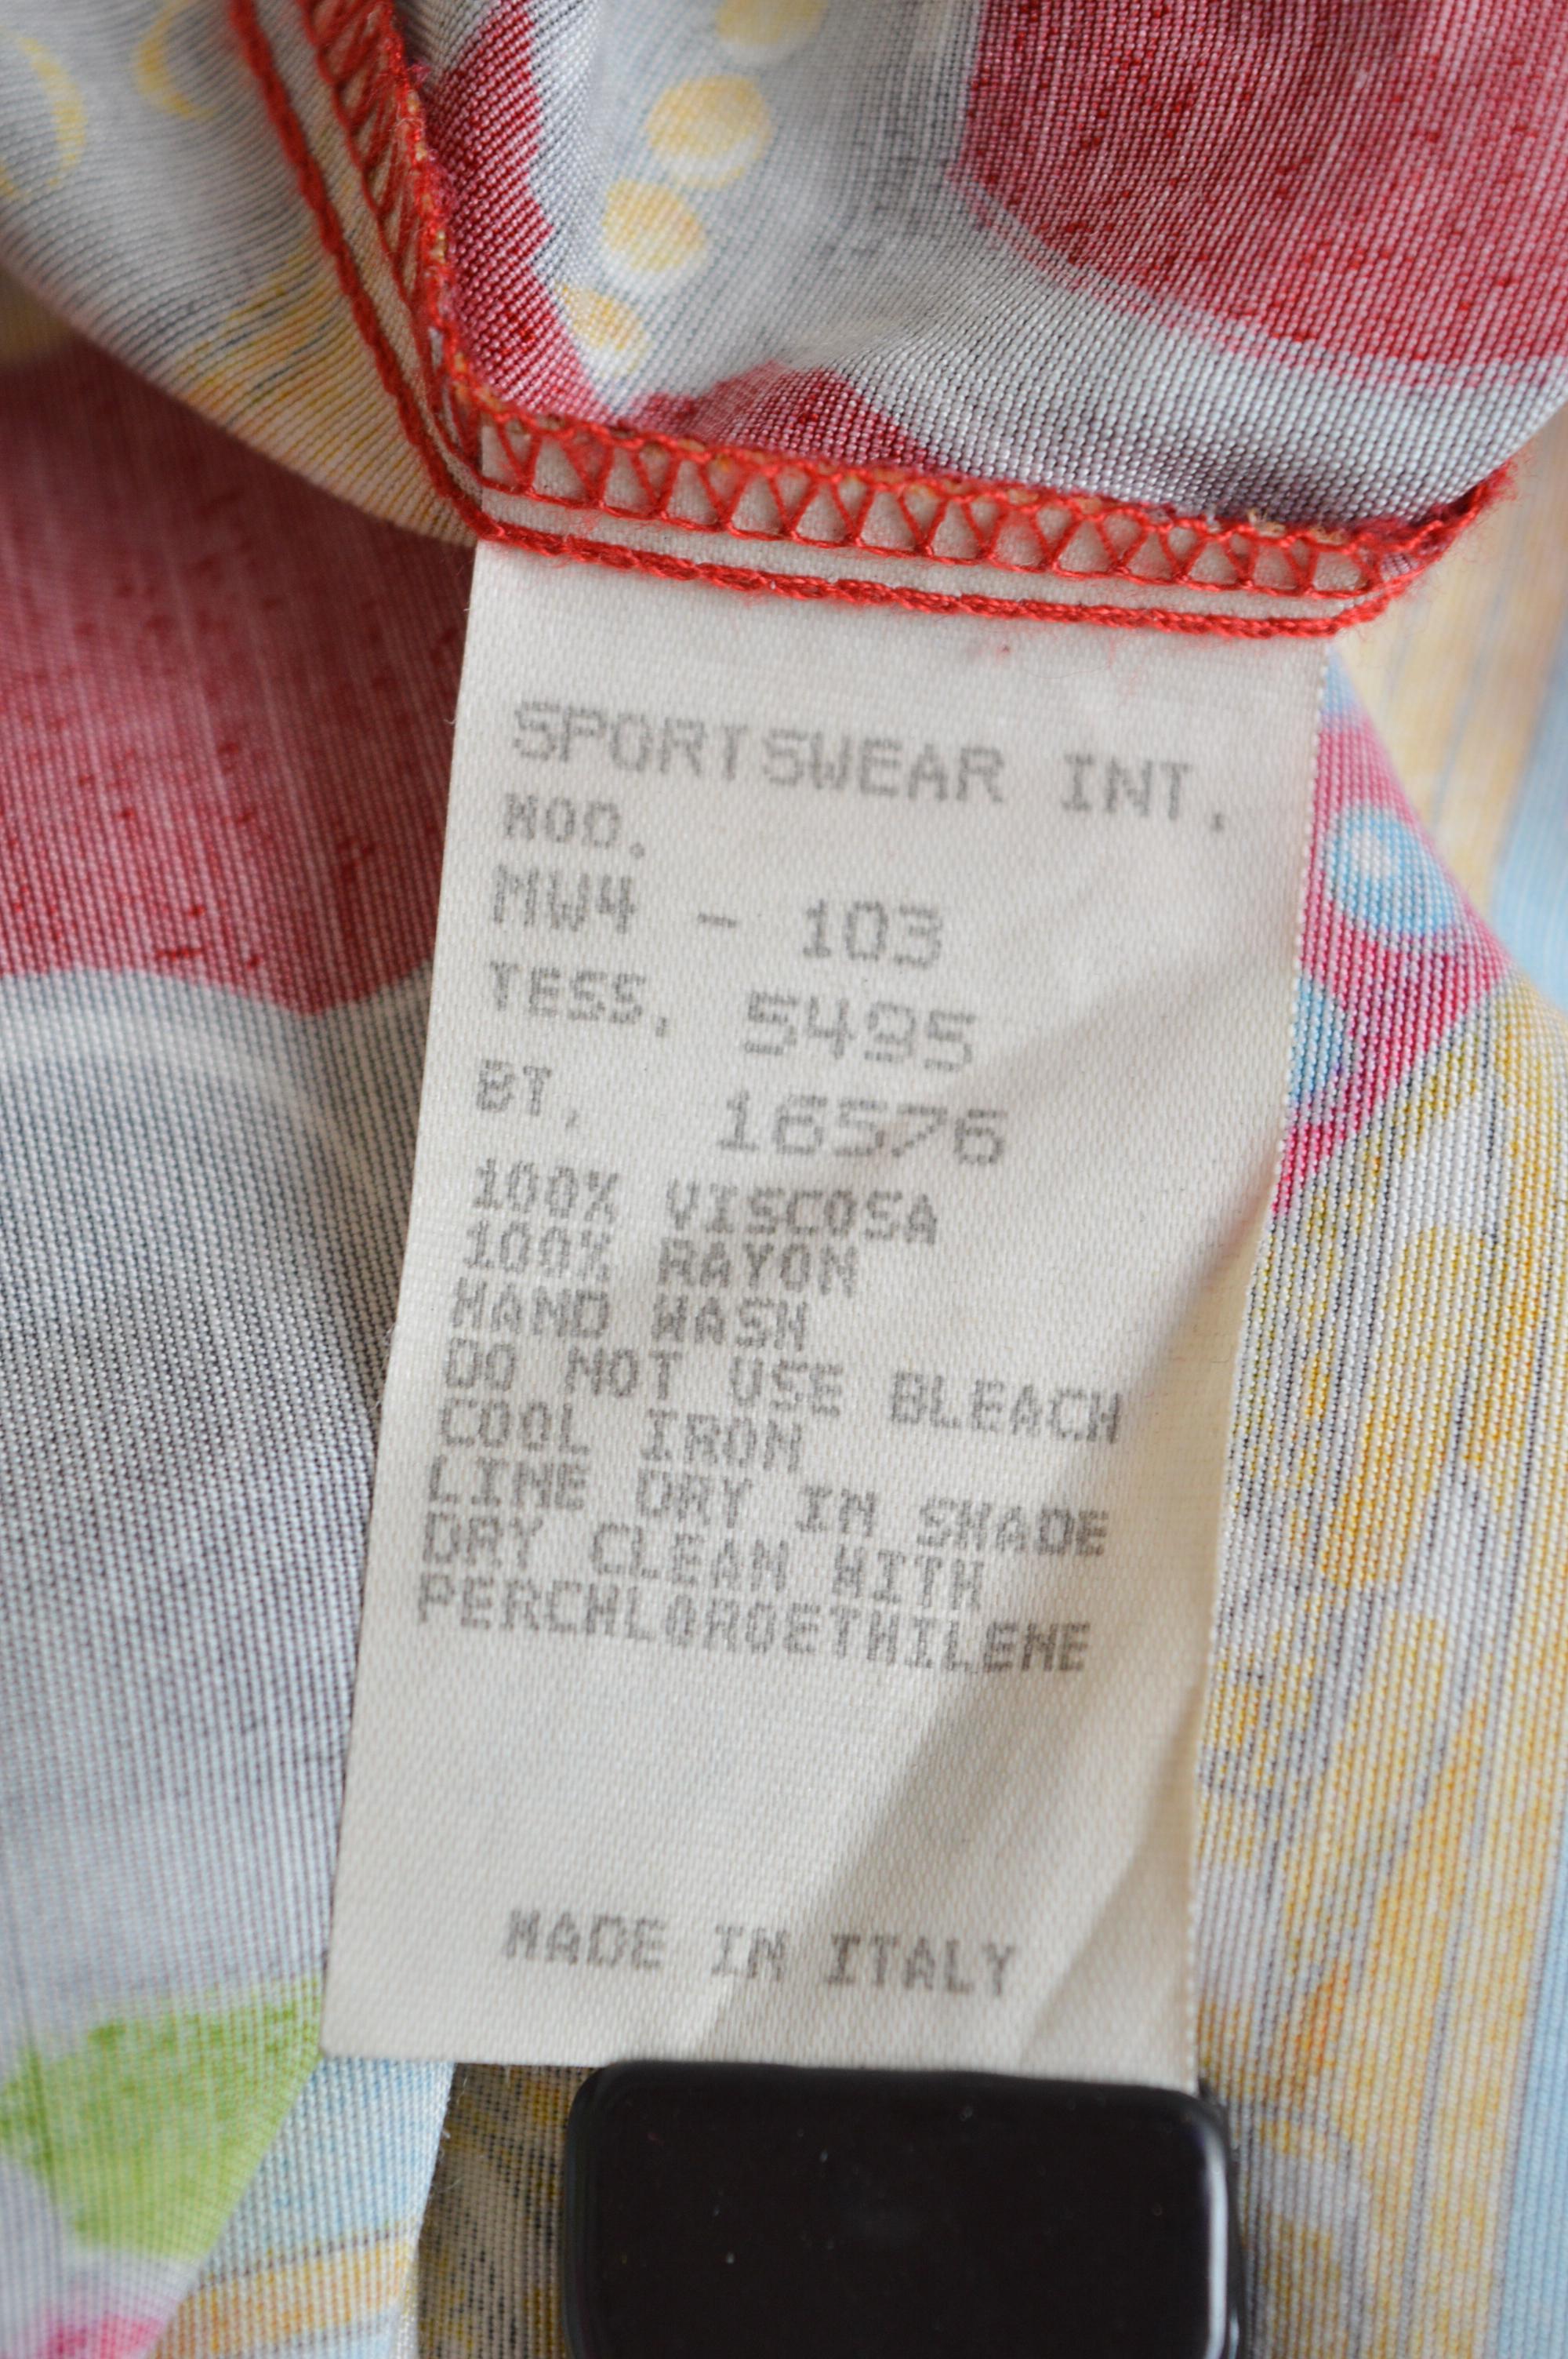 SPORTSWEAR INT.
MOD.
MW4 - 103
TESS. 5495
BT. 16576
100% VISCOSA
100% RAYON
HAND WASH
DO NOT USE BLEACH
COOL IRON
LINE DRY IN SHADE
DRY CLEAN WITH
PERCHLOROETHILENE
MADE IN ITALY